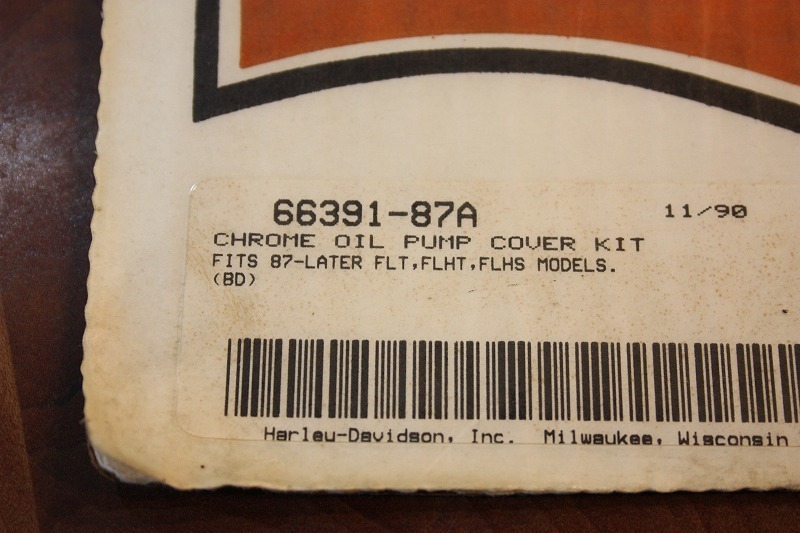 66391-87A 11/90
CHROME OIL PUMP COVER KIT
FITS 87-LATER FLT,FLHT,FLHS MODELS.
(BD)
Harley-Davidson, Inc. Milwaukee, Wisconsin